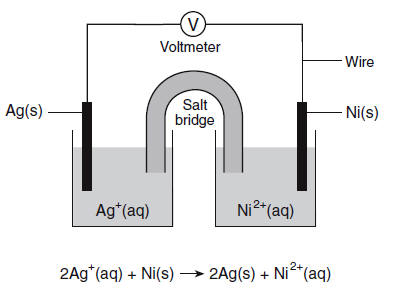 V
Voltmeter
Wire
Ag(s)
Salt
bridge
Ni(s)
Ag⁺(aq)
Ni²⁺(aq)
2Ag⁺(aq) + Ni(s) → 2Ag(s) + Ni²⁺(aq)